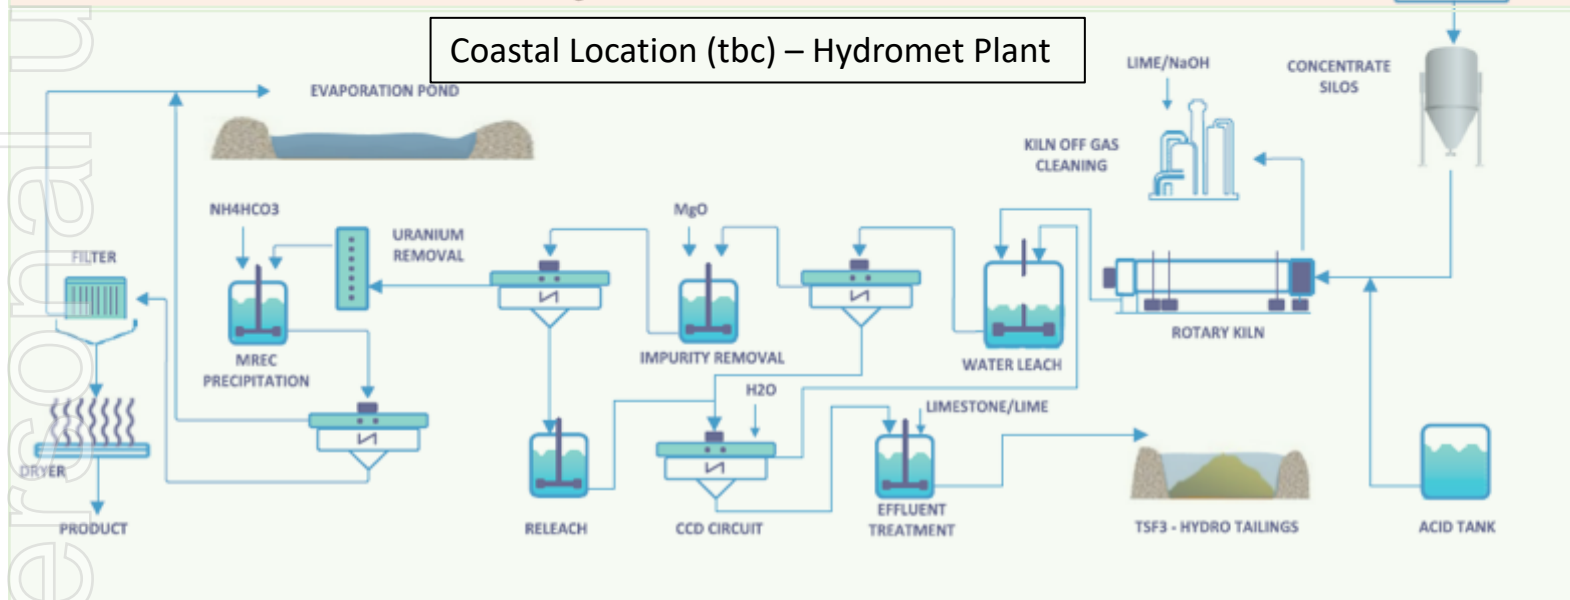 Coastal Location (tbc) – Hydromet Plant
LIME/NaOH
CONCENTRATE
SILOS
EVAPORATION POND
KILN OFF GAS
CLEANING
NH4HCO3
MgO
URANIUM
REMOVAL
FILTER
ROTARY KILN
IMPURITY REMOVAL
WATER LEACH
MREC
PRECIPITATION
H2O
LIMESTONE/LIME
DRYER
PRODUCT
RELEACH
CCD CIRCUIT
EFFLUENT
TREATMENT
TSF3 - HYDRO TAILINGS
ACID TANK
ersonal u